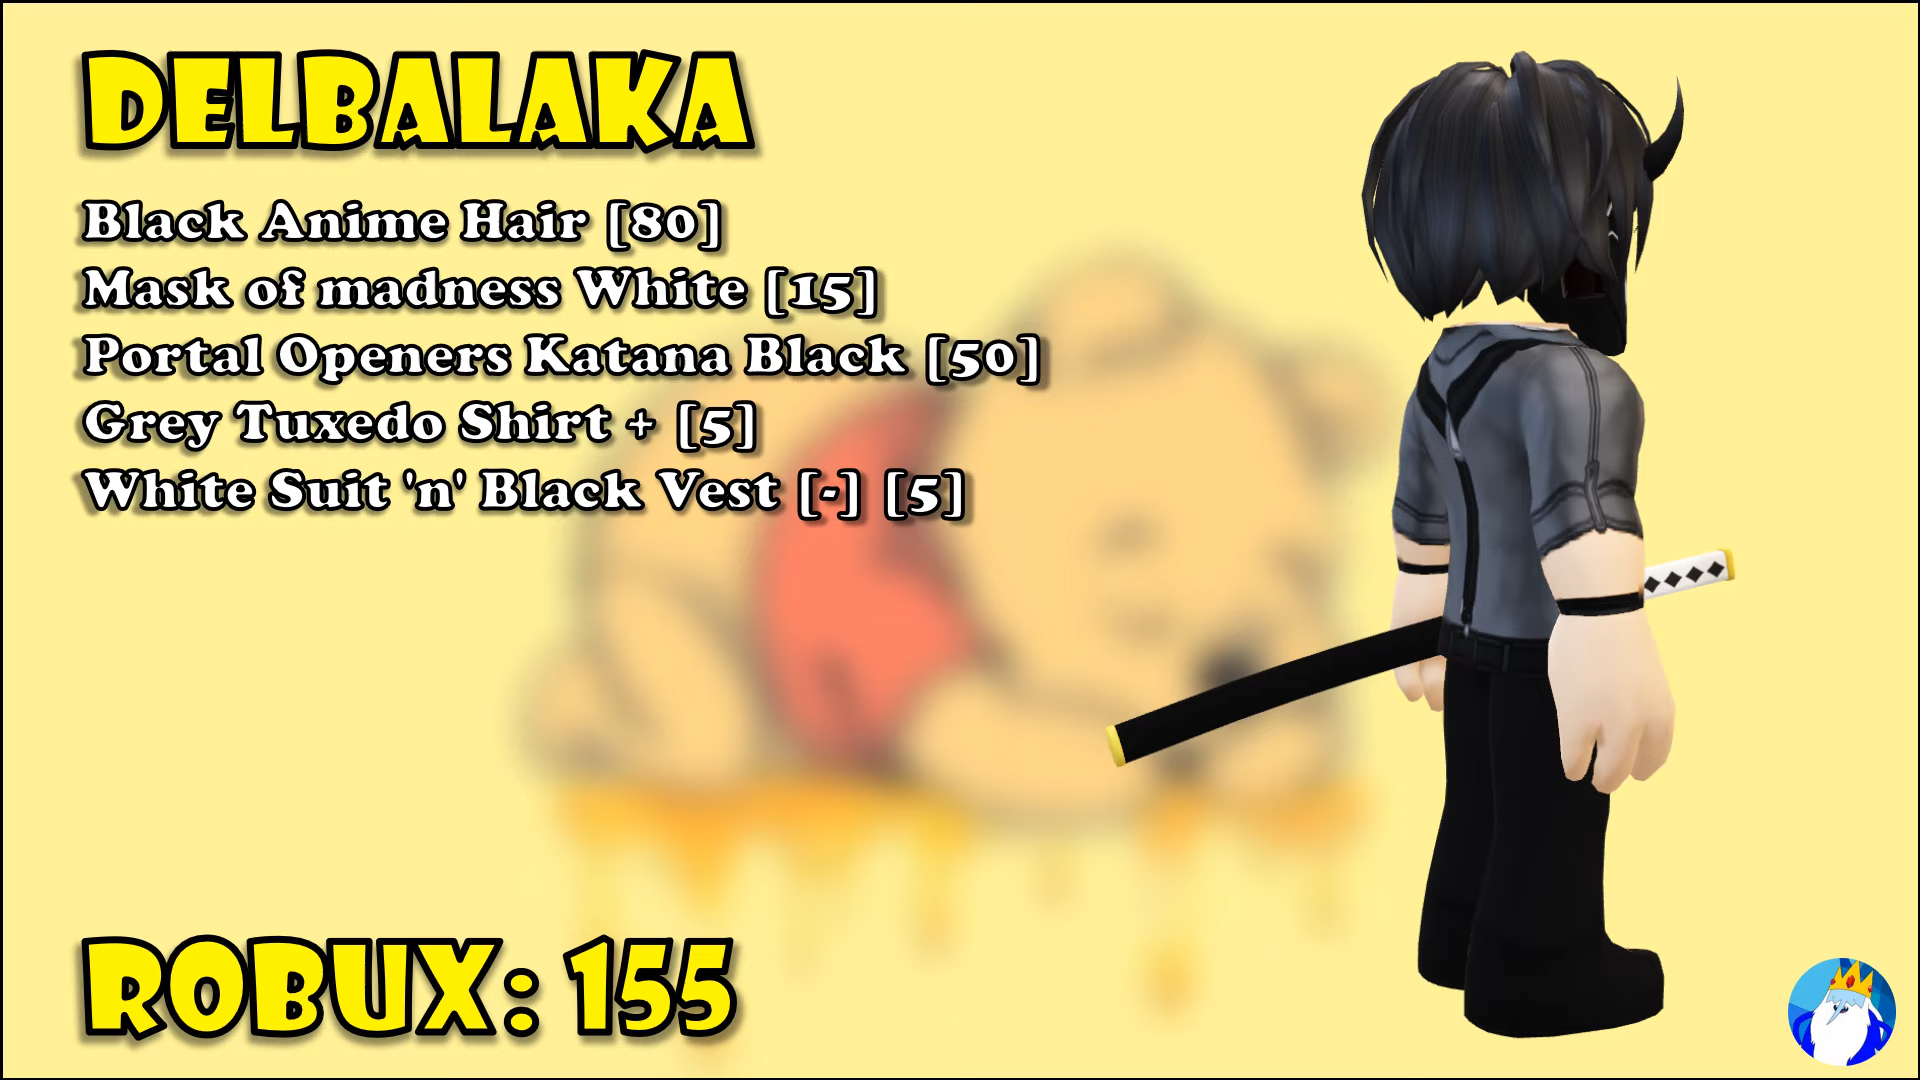 DELBALAKA
Black Anime Hair [80]
Mask of madness White [15]
Portal Openers Katana Black [50]
Grey Tuxedo Shirt + [5]
White Suit 'n' Black Vest [-] [5]
ROBUX: 155